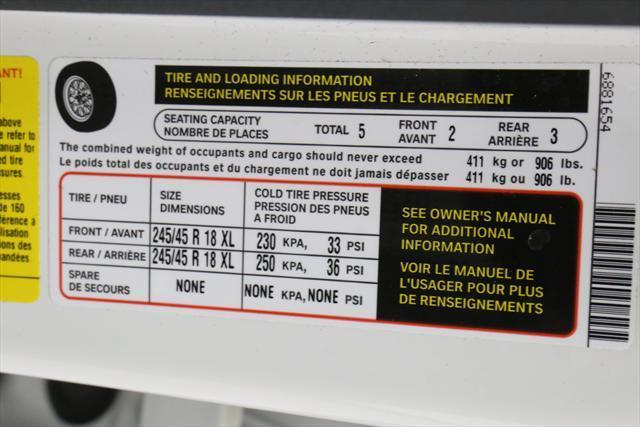 ANT!
above
e refer to
anual for
ed tire
sures.
esses
de 160
éférence à
ilisation
ons des
andées.
TIRE AND LOADING INFORMATION
RENSEIGNEMENTS SUR LES PNEUS ET LE CHARGEMENT
SEATING CAPACITY
NOMBRE DE PLACES
TOTAL 5
FRONT
AVANT 2
REAR
ARRIÈRE 3
The combined weight of occupants and cargo should never exceed 411 kg or 906 lbs.
Le poids total des occupants et du chargement ne doit jamais dépasser 411 kg ou 906 lb.
TIRE / PNEU
SIZE
DIMENSIONS
COLD TIRE PRESSURE
PRESSION DES PNEUS
A FROID
FRONT / AVANT 245/45 R 18 XL 230 KPA, 33 PSI
REAR / ARRIÈRE 245/45 R 18 XL 250 KPA, 36 PSI
SPARE
DE SECOURS
NONE
NONE KPA, NONE PSI
SEE OWNER'S MANUAL
FOR ADDITIONAL
INFORMATION
VOIR LE MANUEL DE
L'USAGER POUR PLUS
DE RENSEIGNEMENTS
6881654